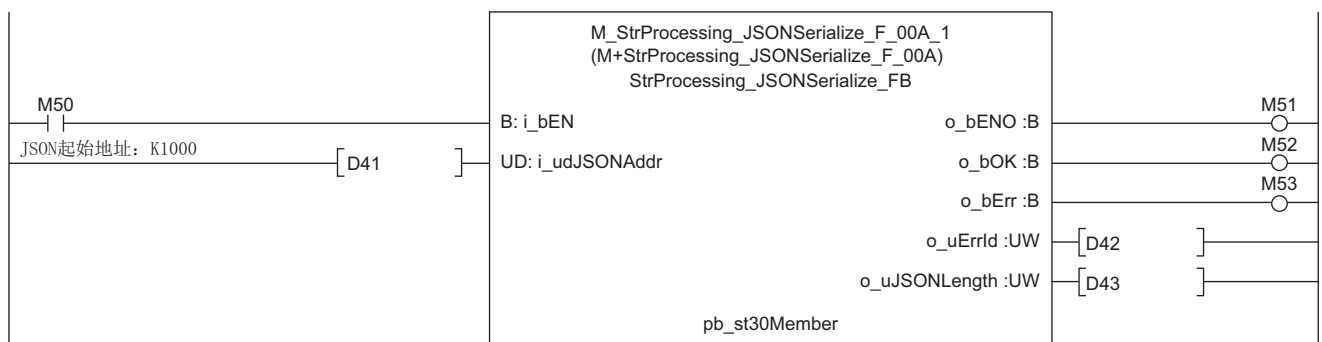 M_StrProcessing_JSONSerialize_F_00A_1
(M+StrProcessing_JSONSerialize_F_00A)
StrProcessing_JSONSerialize_FB
M50
B: i_bEN
o_bENO :B
M51
JSON起始地址：K1000
D41
UD: i_udJSONAddr
o_bOK :B
M52
o_bErr :B
M53
o_uErrId :UW
D42
o_uJSONLength :UW
D43
pb_st30Member